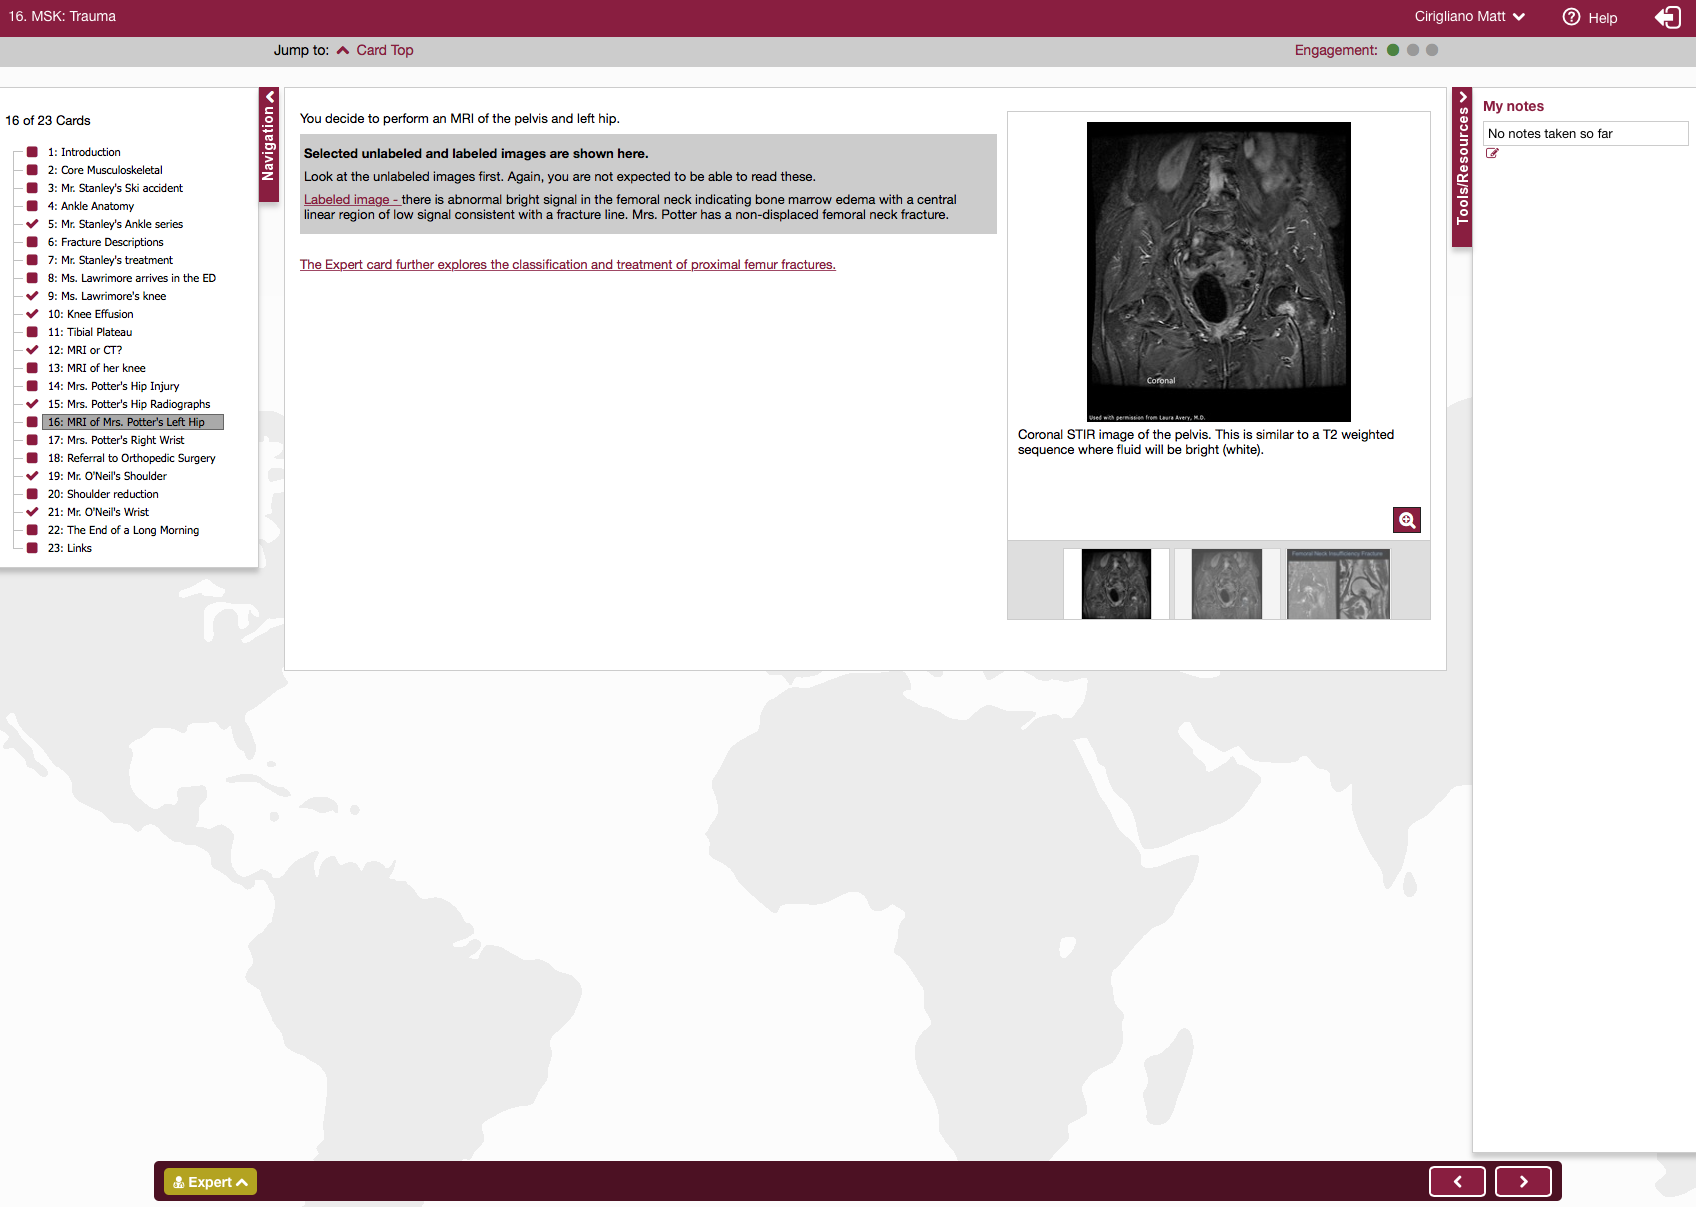 16. MSK: Trauma
Cirigliano Matt
Help
Jump to: Card Top
Engagement:
16 of 23 Cards
1: Introduction
2: Core Musculoskeletal
3: Mr. Stanley's Ski accident
4: Ankle Anatomy
5: Mr. Stanley's Ankle series
6: Fracture Descriptions
7: Mr. Stanley's treatment
8: Ms. Lawrimore arrives in the ED
9: Ms. Lawrimore's knee
10: Knee Effusion
11: Tibial Plateau
12: MRI or CT?
13: MRI of her knee
14: Mrs. Potter's Hip Injury
15: Mrs. Potter's Hip Radiographs
16: MRI of Mrs. Potter's Left Hip
17: Mrs. Potter's Right Wrist
18: Referral to Orthopedic Surgery
19: Mr. O'Neil's Shoulder
20: Shoulder reduction
21: Mr. O'Neil's Wrist
22: The End of a Long Morning
23: Links
Navigation
You decide to perform an MRI of the pelvis and left hip.
Selected unlabeled and labeled images are shown here.
Look at the unlabeled images first. Again, you are not expected to be able to read these.
Labeled image - there is abnormal bright signal in the femoral neck indicating bone marrow edema with a central
linear region of low signal consistent with a fracture line. Mrs. Potter has a non-displaced femoral neck fracture.
The Expert card further explores the classification and treatment of proximal femur fractures.
Coronal
Used with permission from Laura Avery, M.D.
Coronal STIR image of the pelvis. This is similar to a T2 weighted
sequence where fluid will be bright (white).
Femoral Neck Insufficiency Fracture
Tools/Resources
My notes
No notes taken so far
Expert